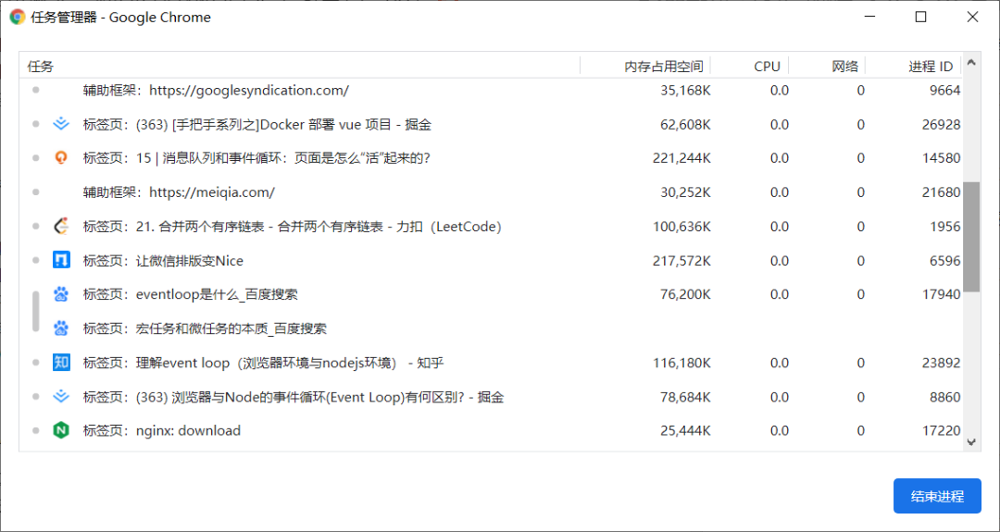 任务管理器 - Google Chrome
任务 内存占用空间 CPU 网络 进程 ID
辅助框架：https://googlesyndication.com/ 35,168K 0.0 0 9664
标签页：(363) [手把手系列之]Docker 部署 vue 项目 - 掘金 62,608K 0.0 0 26928
标签页：15 | 消息队列和事件循环：页面是怎么“活”起来的? 221,244K 0.0 0 14580
辅助框架：https://meiqia.com/ 30,252K 0.0 0 21680
标签页：21. 合并两个有序链表 - 合并两个有序链表 - 力扣（LeetCode） 100,636K 0.0 0 1956
标签页：让微信排版变Nice 217,572K 0.0 0 6596
标签页：eventloop是什么_百度搜索 76,200K 0.0 0 17940
标签页：宏任务和微任务的本质_百度搜索
知 标签页：理解event loop（浏览器环境与nodejs环境） - 知乎 116,180K 0.0 0 23892
标签页：(363) 浏览器与Node的事件循环(Event Loop)有何区别? - 掘金 78,684K 0.0 0 8860
N 标签页：nginx: download 25,444K 0.0 0 17220
结束进程